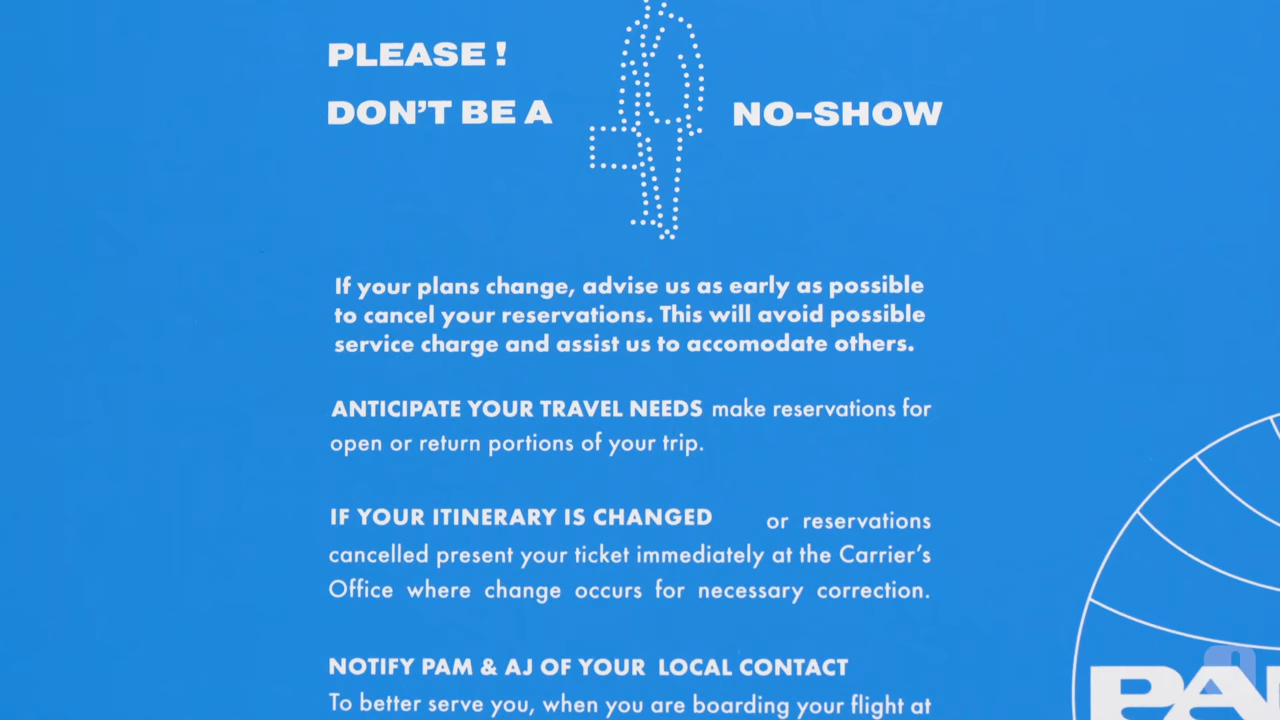 PLEASE !
DON'T BE A NO-SHOW
If your plans change, advise us as early as possible
to cancel your reservations. This will avoid possible
service charge and assist us to accomodate others.
ANTICIPATE YOUR TRAVEL NEEDS make reservations for
open or return portions of your trip.
IF YOUR ITINERARY IS CHANGED or reservations
cancelled present your ticket immediately at the Carrier's
Office where change occurs for necessary correction.
NOTIFY PAM & AJ OF YOUR LOCAL CONTACT
To better serve you, when you are boarding your flight at
PA